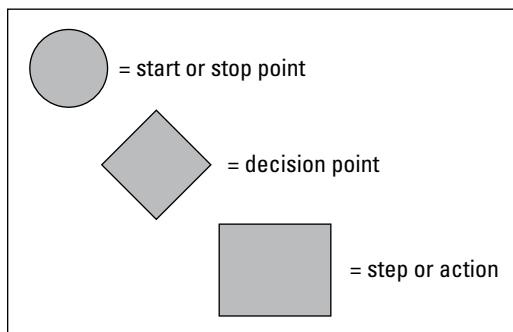 = start or stop point
= decision point
= step or action